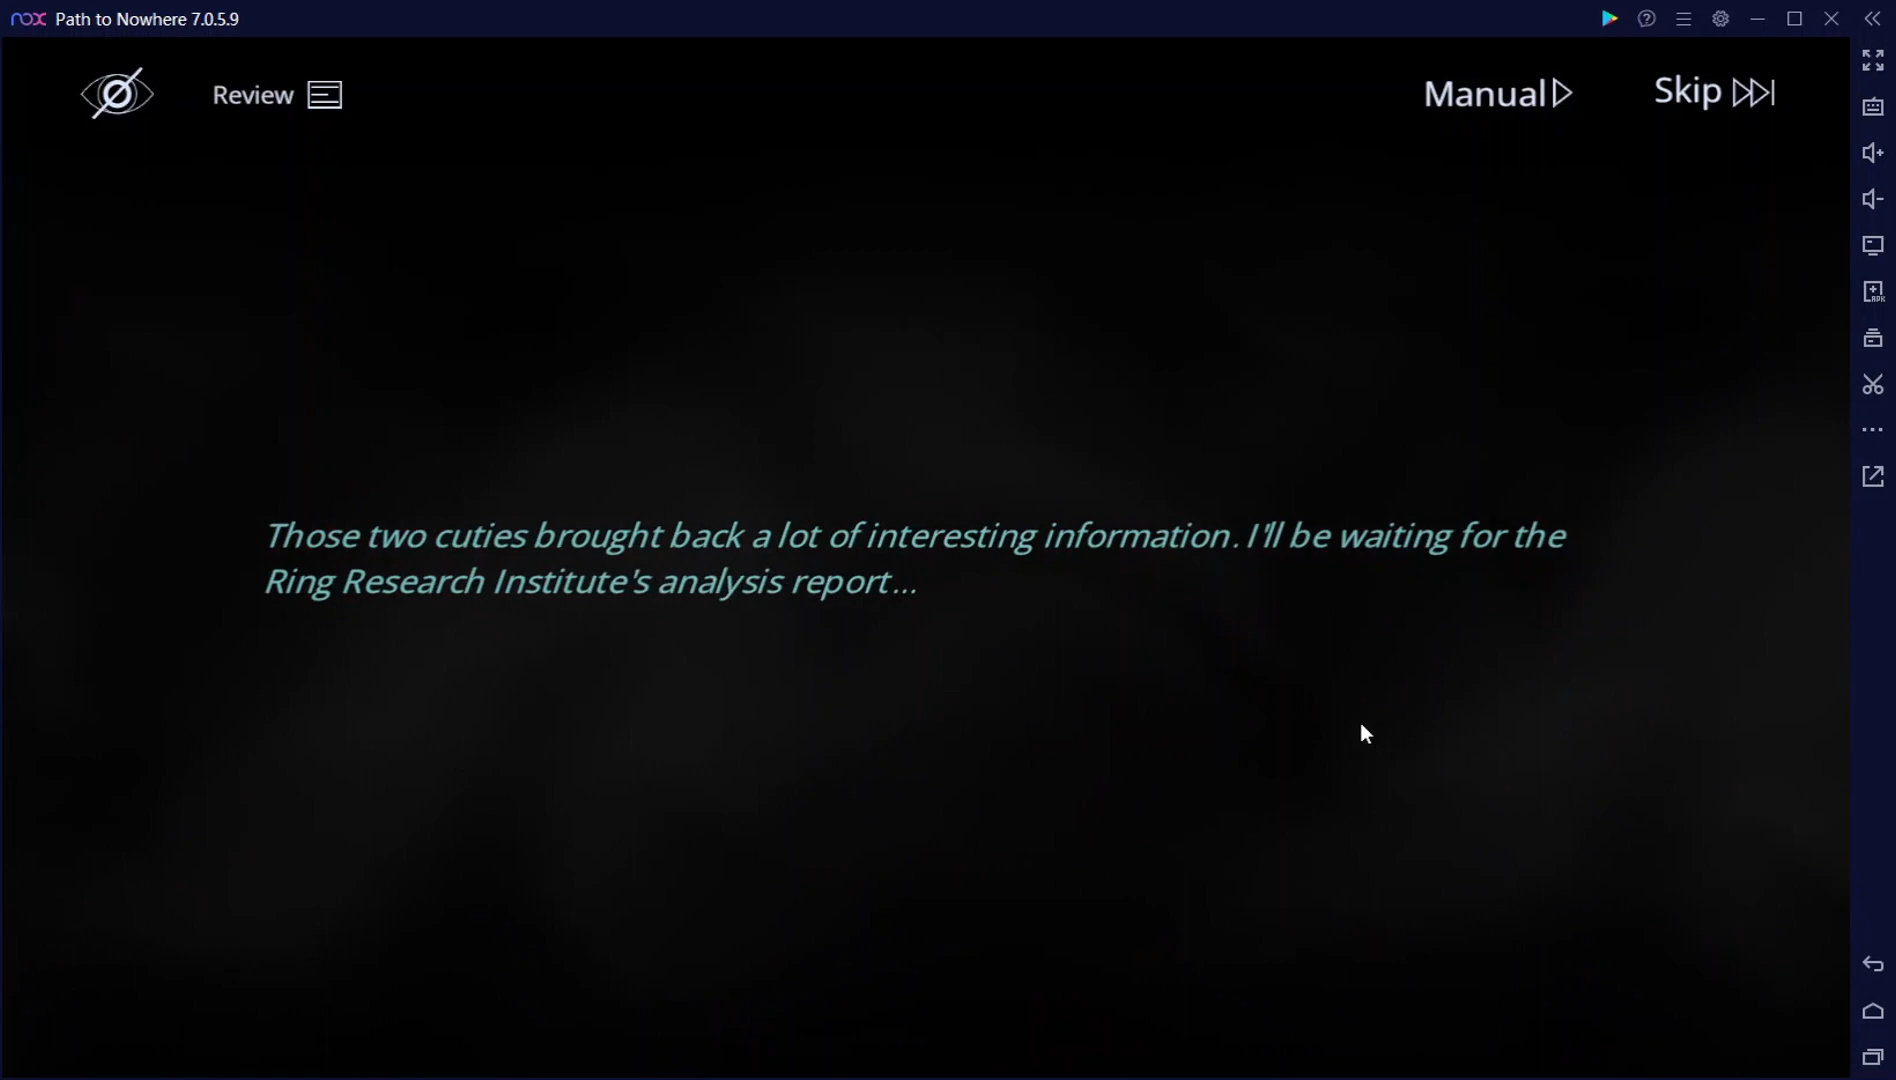 nox Path to Nowhere 7.0.5.9
Review
Manual
Skip
Those two cuties brought back a lot of interesting information. I'll be waiting for the
Ring Research Institute's analysis report...